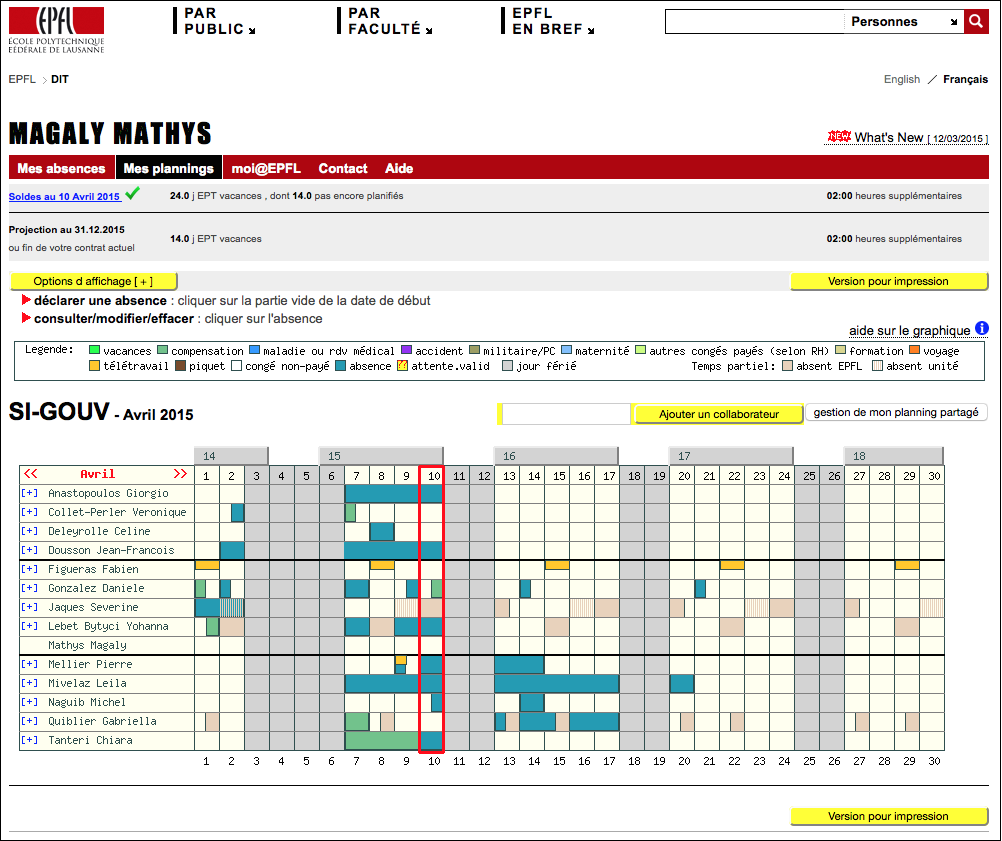 EPFL
ÉCOLE POLYTECHNIQUE
FÉDÉRALE DE LAUSANNE
PAR
PUBLIC
PAR
FACULTÉ
EPFL
EN BREF
Personnes
EPFL > DIT
English / Français
MAGALY MATHYS
NEW What's New [ 12/03/2015 ]
Mes absences Mes plannings moi@EPFL Contact Aide
Soldes au 10 Avril 2015 24.0 j EPT vacances , dont 14.0 pas encore planifiés 02:00 heures supplémentaires
Projection au 31.12.2015
ou fin de votre contrat actuel 14.0 j EPT vacances 02:00 heures supplémentaires
Options d affichage [ + ] Version pour impression
déclarer une absence : cliquer sur la partie vide de la date de début
consulter/modifier/effacer : cliquer sur l'absence
aide sur le graphique i
Legende: vacances compensation maladie ou rdv médical accident militaire/PC maternité autres congés payés (selon RH) formation voyage
télétravail piquet congé non-payé absence attente.valid jour férié Temps partiel: absent EPFL absent unité
SI-GOUV - Avril 2015
Ajouter un collaborateur gestion de mon planning partagé
14 15 16 17 18
<< Avril >> 1 2 3 4 5 6 7 8 9 10 11 12 13 14 15 16 17 18 19 20 21 22 23 24 25 26 27 28 29 30
[+] Anastopoulos Giorgio
[+] Collet-Perler Veronique
[+] Deleyrolle Celine
[+] Dousson Jean-Francois
[+] Figueras Fabien
[+] Gonzalez Daniele
[+] Jaques Severine
[+] Lebet Bytyci Yohanna
Mathys Magaly
[+] Mellier Pierre
[+] Mivelaz Leila
[+] Naguib Michel
[+] Quiblier Gabriella
[+] Tanteri Chiara
1 2 3 4 5 6 7 8 9 10 11 12 13 14 15 16 17 18 19 20 21 22 23 24 25 26 27 28 29 30
Version pour impression